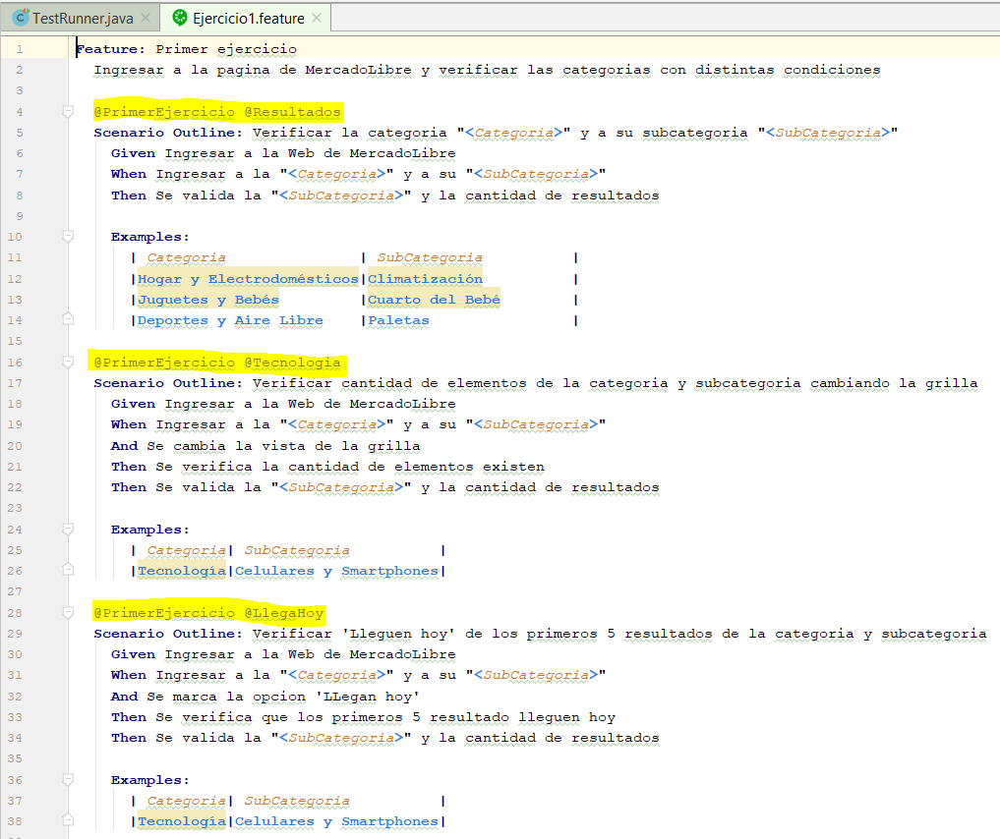 TestRunner.java Ejercicio1.feature
1 Feature: Primer ejercicio
2 Ingresar a la pagina de MercadoLibre y verificar las categorias con distintas condiciones
3
4 @PrimerEjercicio @Resultados
5 Scenario Outline: Verificar la categoria "<Categoria>" y a su subcategoria "<SubCategoria>"
6 Given Ingresar a la Web de MercadoLibre
7 When Ingresar a la "<Categoria>" y a su "<SubCategoria>"
8 Then Se valida la "<SubCategoria>" y la cantidad de resultados
9
10 Examples:
11 | Categoria | SubCategoria |
12 |Hogar y Electrodomésticos|Climatización |
13 |Juguetes y Bebés |Cuarto del Bebé |
14 |Deportes y Aire Libre |Paletas |
15
16 @PrimerEjercicio @Tecnologia
17 Scenario Outline: Verificar cantidad de elementos de la categoria y subcategoria cambiando la grilla
18 Given Ingresar a la Web de MercadoLibre
19 When Ingresar a la "<Categoria>" y a su "<SubCategoria>"
20 And Se cambia la vista de la grilla
21 Then Se verifica la cantidad de elementos existen
22 Then Se valida la "<SubCategoria>" y la cantidad de resultados
23
24 Examples:
25 | Categoria| SubCategoria |
26 |Tecnología|Celulares y Smartphones|
27
28 @PrimerEjercicio @LlegaHoy
29 Scenario Outline: Verificar 'Lleguen hoy' de los primeros 5 resultados de la categoria y subcategoria
30 Given Ingresar a la Web de MercadoLibre
31 When Ingresar a la "<Categoria>" y a su "<SubCategoria>"
32 And Se marca la opcion 'LLegan hoy'
33 Then Se verifica que los primeros 5 resultado lleguen hoy
34 Then Se valida la "<SubCategoria>" y la cantidad de resultados
35
36 Examples:
37 | Categoria| SubCategoria |
38 |Tecnología|Celulares y Smartphones|